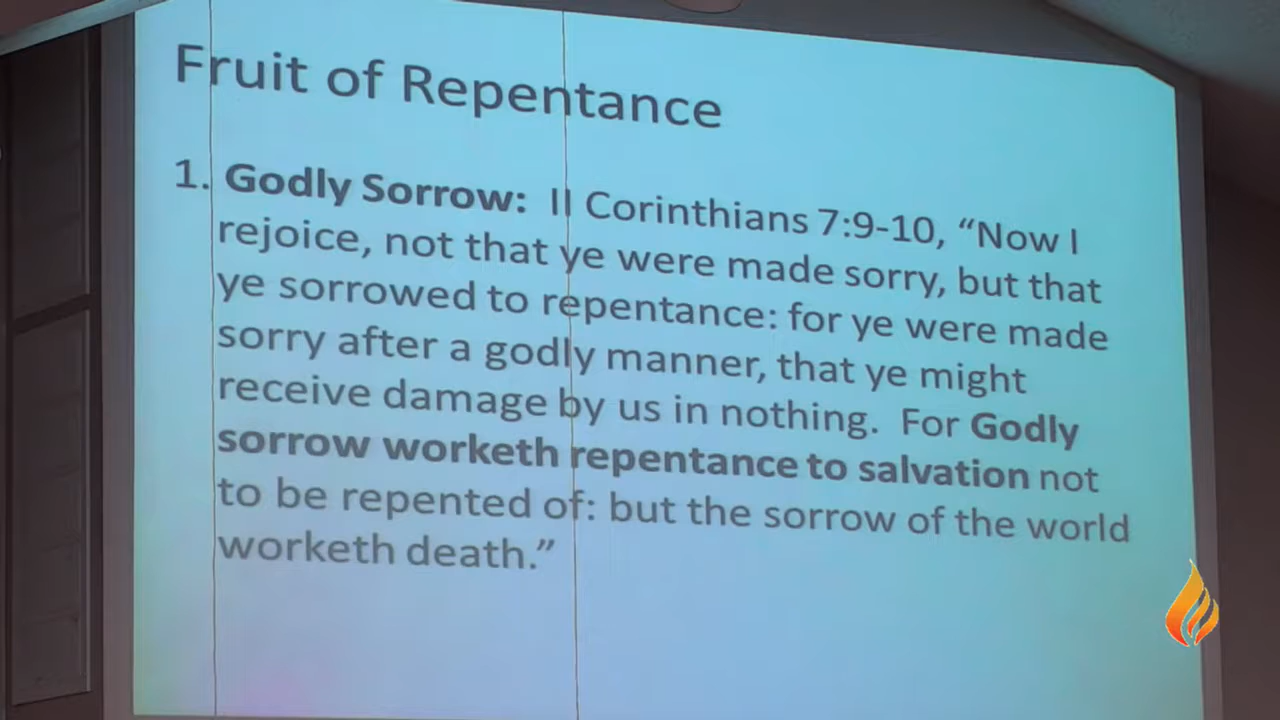 Fruit of Repentance
1. Godly Sorrow: II Corinthians 7:9-10, “Now I
rejoice, not that ye were made sorry, but that
ye sorrowed to repentance: for ye were made
sorry after a godly manner, that ye might
receive damage by us in nothing. For Godly
sorrow worketh repentance to salvation not
to be repented of: but the sorrow of the world
worketh death.”